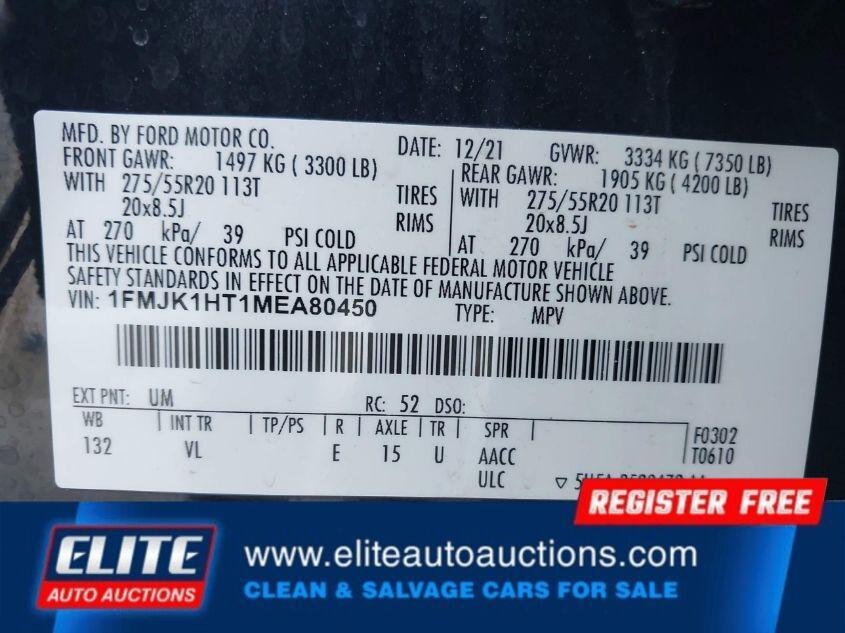 MFD. BY FORD MOTOR CO. DATE: 12/21 GVWR: 3334 KG ( 7350 LB)
FRONT GAWR: 1497 KG ( 3300 LB) REAR GAWR: 1905 KG ( 4200 LB)
WITH 275/55R20 113T TIRES WITH 275/55R20 113T TIRES
20x8.5J RIMS 20x8.5J RIMS
AT 270 kPa/ 39 PSI COLD AT 270 kPa/ 39 PSI COLD
THIS VEHICLE CONFORMS TO ALL APPLICABLE FEDERAL MOTOR VEHICLE
SAFETY STANDARDS IN EFFECT ON THE DATE OF MANUFACTURE SHOWN ABOVE.
VIN: 1FMJK1HT1MEA80450 TYPE: MPV
EXT PNT: UM RC: 52 DSO:
WB INT TR TP/PS R AXLE TR SPR F0302
132 VL E 15 U AACC T0610
ULC
REGISTER FREE
ELITE
AUTO AUCTIONS
www.eliteautoauctions.com
CLEAN & SALVAGE CARS FOR SALE